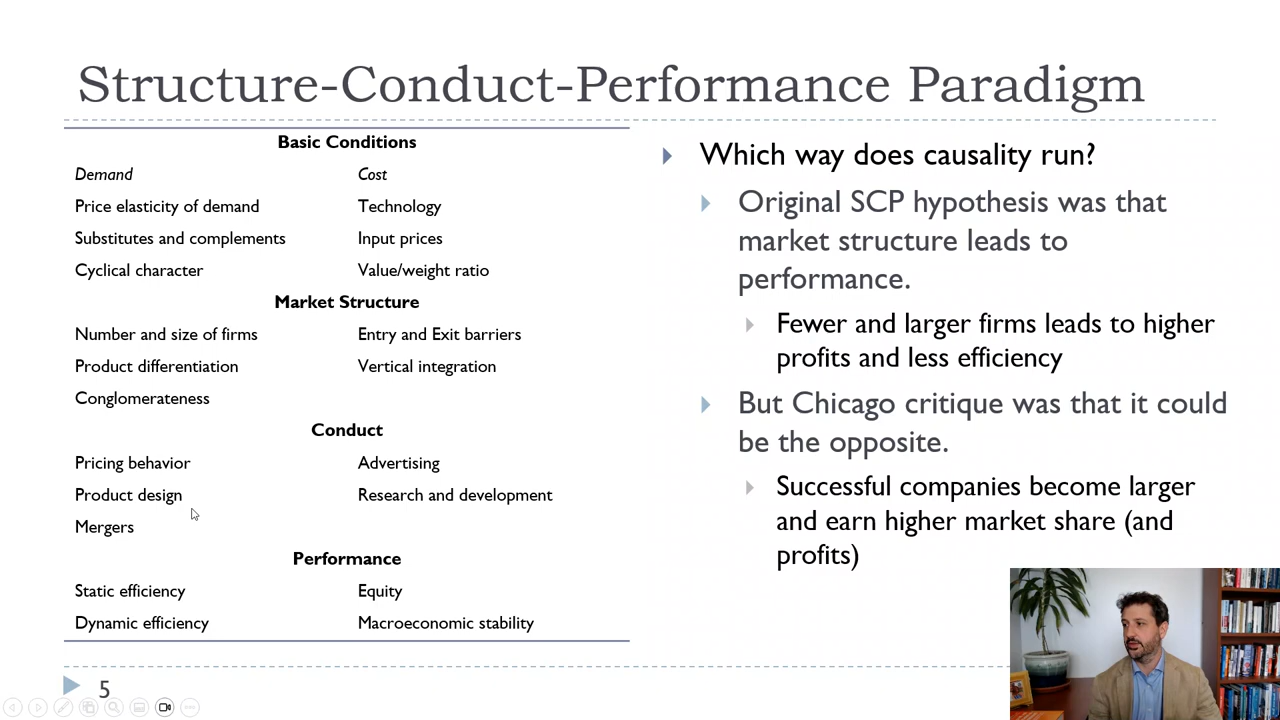 Structure-Conduct-Performance Paradigm
Basic Conditions
Demand Cost
Price elasticity of demand Technology
Substitutes and complements Input prices
Cyclical character Value/weight ratio
Market Structure
Number and size of firms Entry and Exit barriers
Product differentiation Vertical integration
Conglomerateness
Conduct
Pricing behavior Advertising
Product design Research and development
Mergers
Performance
Static efficiency Equity
Dynamic efficiency Macroeconomic stability
Which way does causality run?
Original SCP hypothesis was that
market structure leads to
performance.
Fewer and larger firms leads to higher
profits and less efficiency
But Chicago critique was that it could
be the opposite.
Successful companies become larger
and earn higher market share (and
profits)
5